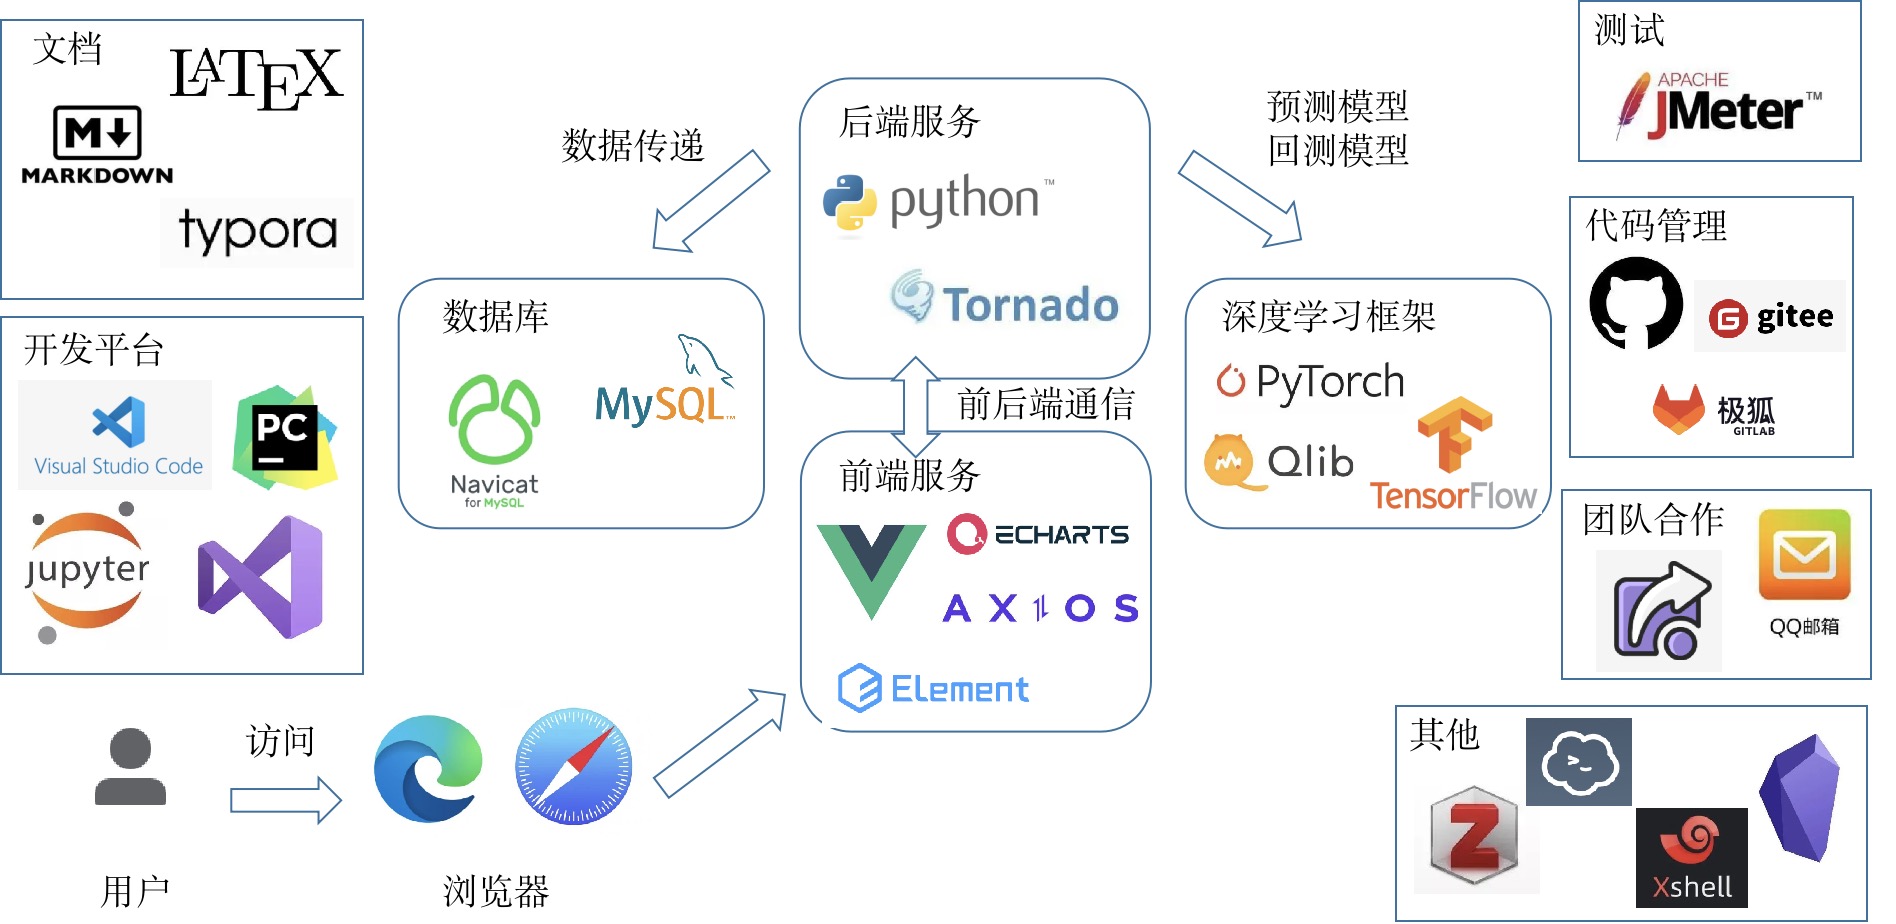 文档
LATEX
M
MARKDOWN
typora
开发平台
Visual Studio Code
PC
jupyter
用户
访问
浏览器
数据传递
数据库
Navicat
for MySQL
MySQL™
后端服务
python™
Tornado
前后端通信
前端服务
ECHARTS
AXIOS
Element
预测模型
回测模型
深度学习框架
PyTorch
Qlib
TensorFlow
测试
APACHE
JMeter™
代码管理
G gitee
极狐
GITLAB
团队合作
QQ邮箱
其他
>_
Z
Xshell